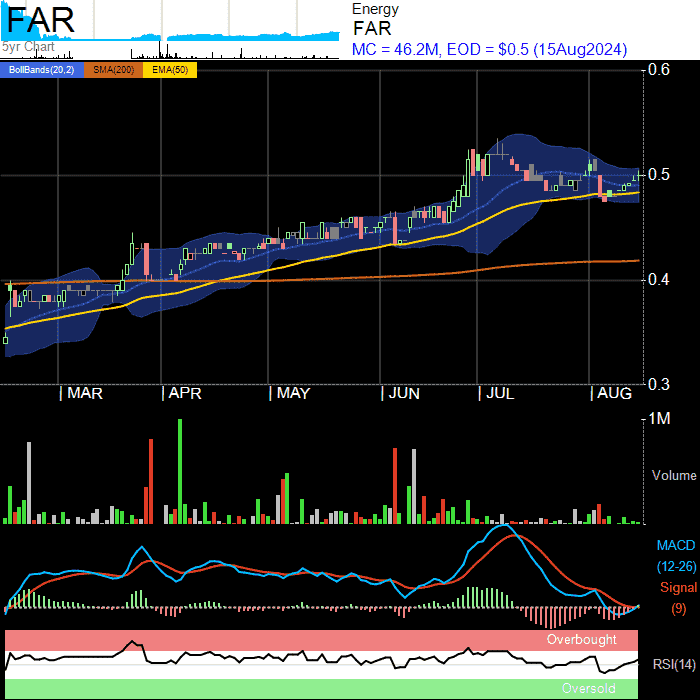 FAR
5yr Chart
Energy
FAR
MC = 46.2M, EOD = $0.5 (15Aug2024)
BollBands(20,2) SMA(200) EMA(50)
0.6
0.5
0.4
0.3
| MAR | APR | MAY | JUN | JUL | AUG
1M
Volume
MACD
(12-26)
Signal
(9)
Overbought
RSI(14)
Oversold